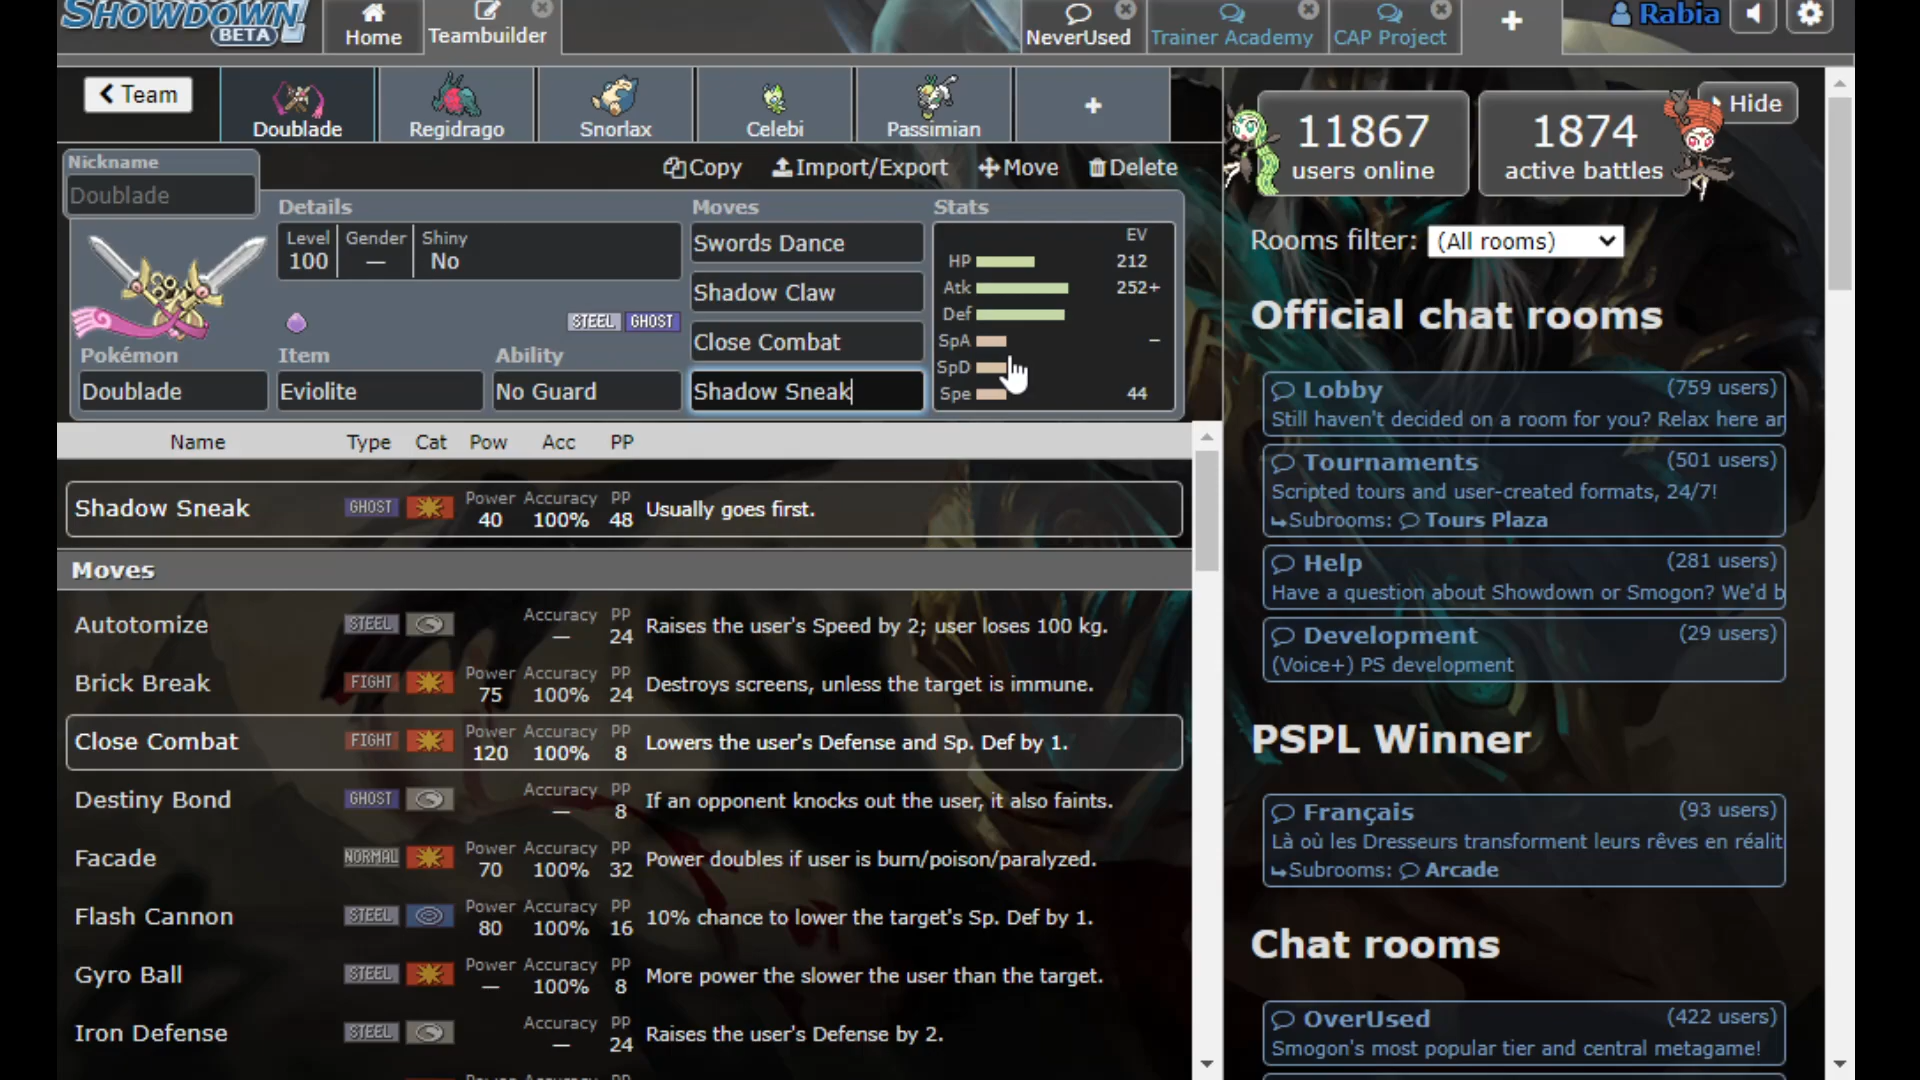 SHOWDOWN
BETA
Home
Teambuilder
NeverUsed
Trainer Academy
CAP Project
+
Rabia
Team
Doublade
Regidrago
Snorlax
Celebi
Passimian
+
Copy
Import/Export
Move
Delete
Nickname
Doublade
Details
Level
100
Gender
—
Shiny
No
STEEL GHOST
Pokémon
Doublade
Item
Eviolite
Ability
No Guard
Moves
Swords Dance
Shadow Claw
Close Combat
Shadow Sneak
Stats
EV
HP 212
Atk 252+
Def
SpA –
SpD
Spe 44
Name Type Cat Pow Acc PP
Shadow Sneak GHOST Power 40 Accuracy 100% PP 48 Usually goes first.
Moves
Autotomize STEEL Accuracy — PP 24 Raises the user's Speed by 2; user loses 100 kg.
Brick Break FIGHT Power 75 Accuracy 100% PP 24 Destroys screens, unless the target is immune.
Close Combat FIGHT Power 120 Accuracy 100% PP 8 Lowers the user's Defense and Sp. Def by 1.
Destiny Bond GHOST Accuracy — PP 8 If an opponent knocks out the user, it also faints.
Facade NORMAL Power 70 Accuracy 100% PP 32 Power doubles if user is burn/poison/paralyzed.
Flash Cannon STEEL Power 80 Accuracy 100% PP 16 10% chance to lower the target's Sp. Def by 1.
Gyro Ball STEEL Power — Accuracy 100% PP 8 More power the slower the user than the target.
Iron Defense STEEL Accuracy — PP 24 Raises the user's Defense by 2.
11867
users online
1874
active battles
Hide
Rooms filter: (All rooms)
Official chat rooms
Lobby (759 users)
Still haven't decided on a room for you? Relax here ar
Tournaments (501 users)
Scripted tours and user-created formats, 24/7!
Subrooms: Tours Plaza
Help (281 users)
Have a question about Showdown or Smogon? We'd b
Development (29 users)
(Voice+) PS development
PSPL Winner
Français (93 users)
Là où les Dresseurs transforment leurs rêves en réalit
Subrooms: Arcade
Chat rooms
OverUsed (422 users)
Smogon's most popular tier and central metagame!